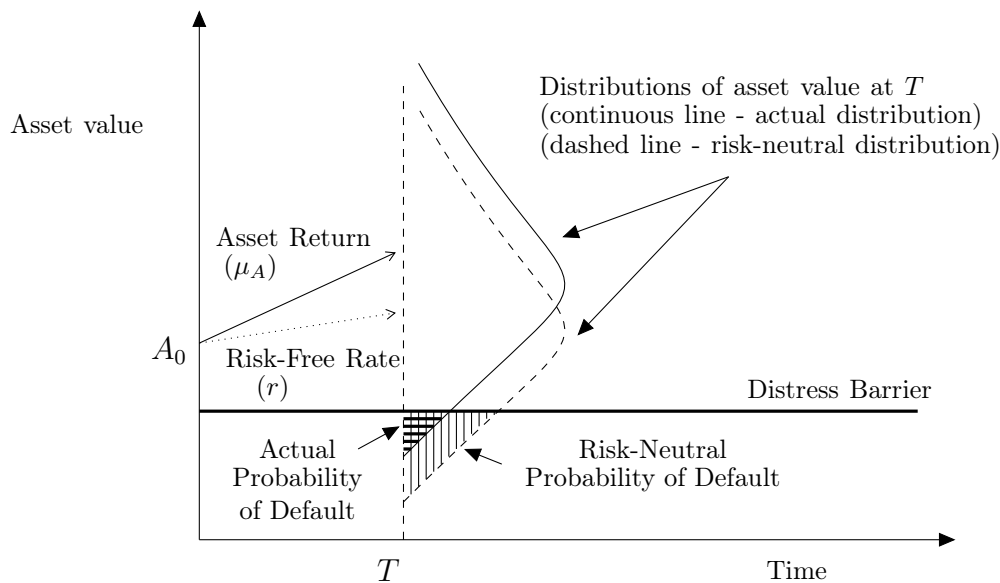 Distributions of asset value at T
(continuous line - actual distribution)
(dashed line - risk-neutral distribution)
Asset value
Asset Return
(μ_A)
A_0
Risk-Free Rate
(r)
Distress Barrier
Actual
Probability
of Default
Risk-Neutral
Probability of Default
T
Time